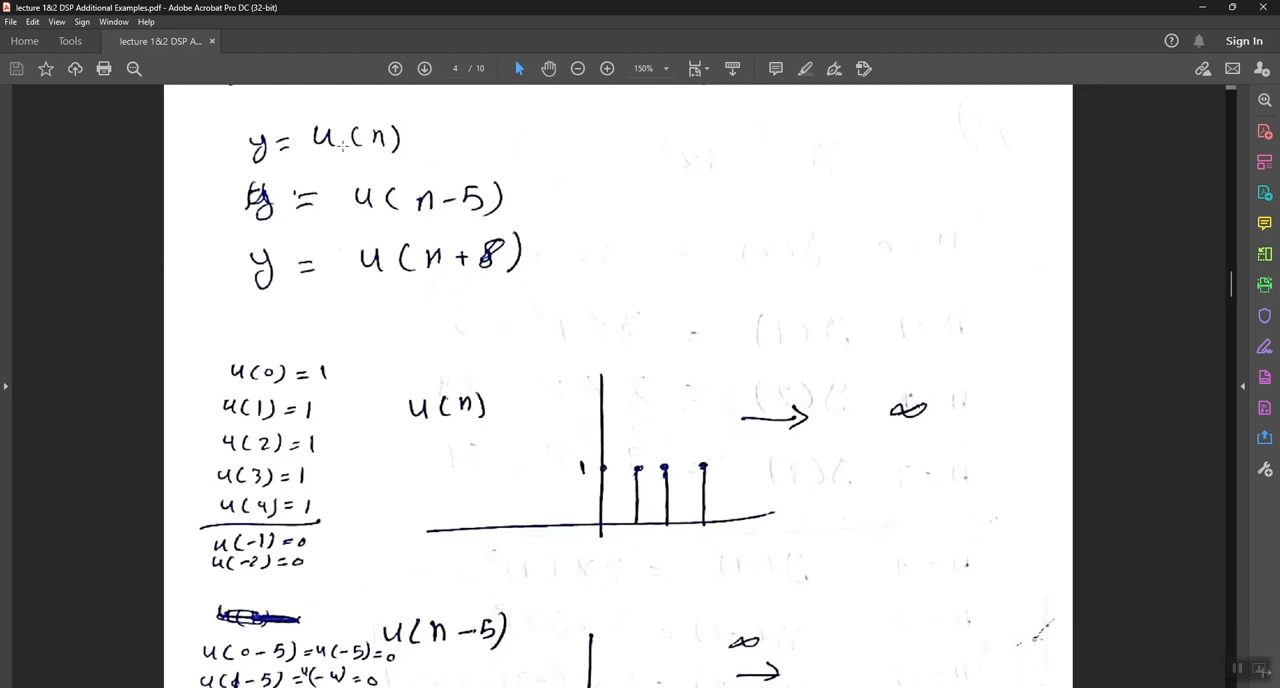 lecture 1&2 DSP Additional Examples.pdf - Adobe Acrobat Pro DC (32-bit)
File Edit View Sign Window Help
Home Tools lecture 1&2 DSP A... × Sign In
4 / 10 150%
y = u(n)
y = u(n-5)
y = u(n+8)
u(0) = 1
u(1) = 1
u(2) = 1
u(3) = 1
u(4) = 1
u(-1) = 0
u(-2) = 0
u(n)
1
→ ∞
u(n-5)
u(0-5) = u(-5) = 0
u(1-5) = u(-4) = 0
∞
→